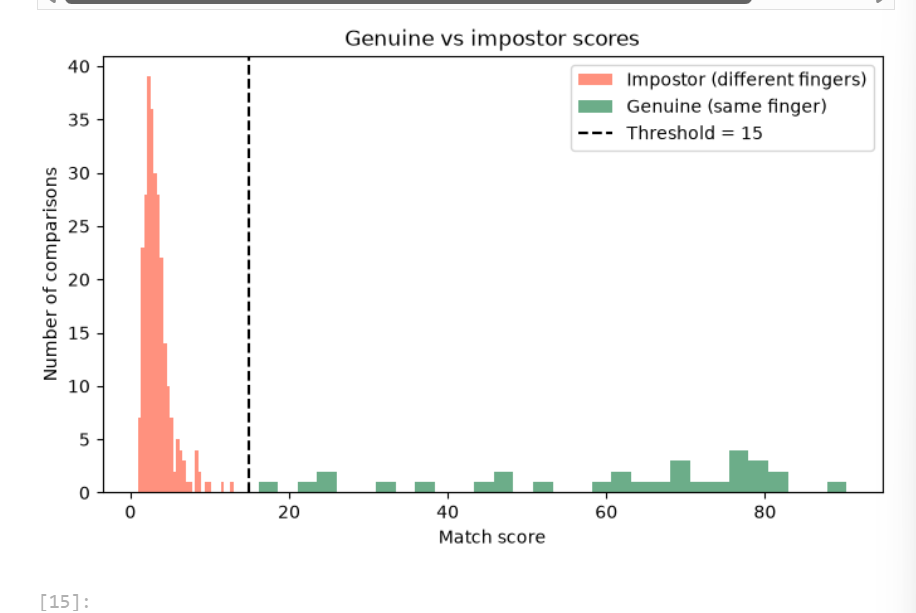 Genuine vs impostor scores
Impostor (different fingers)
Genuine (same finger)
Threshold = 15
Number of comparisons
40
35
30
25
20
15
10
5
0
0 20 40 60 80
Match score
[15]: